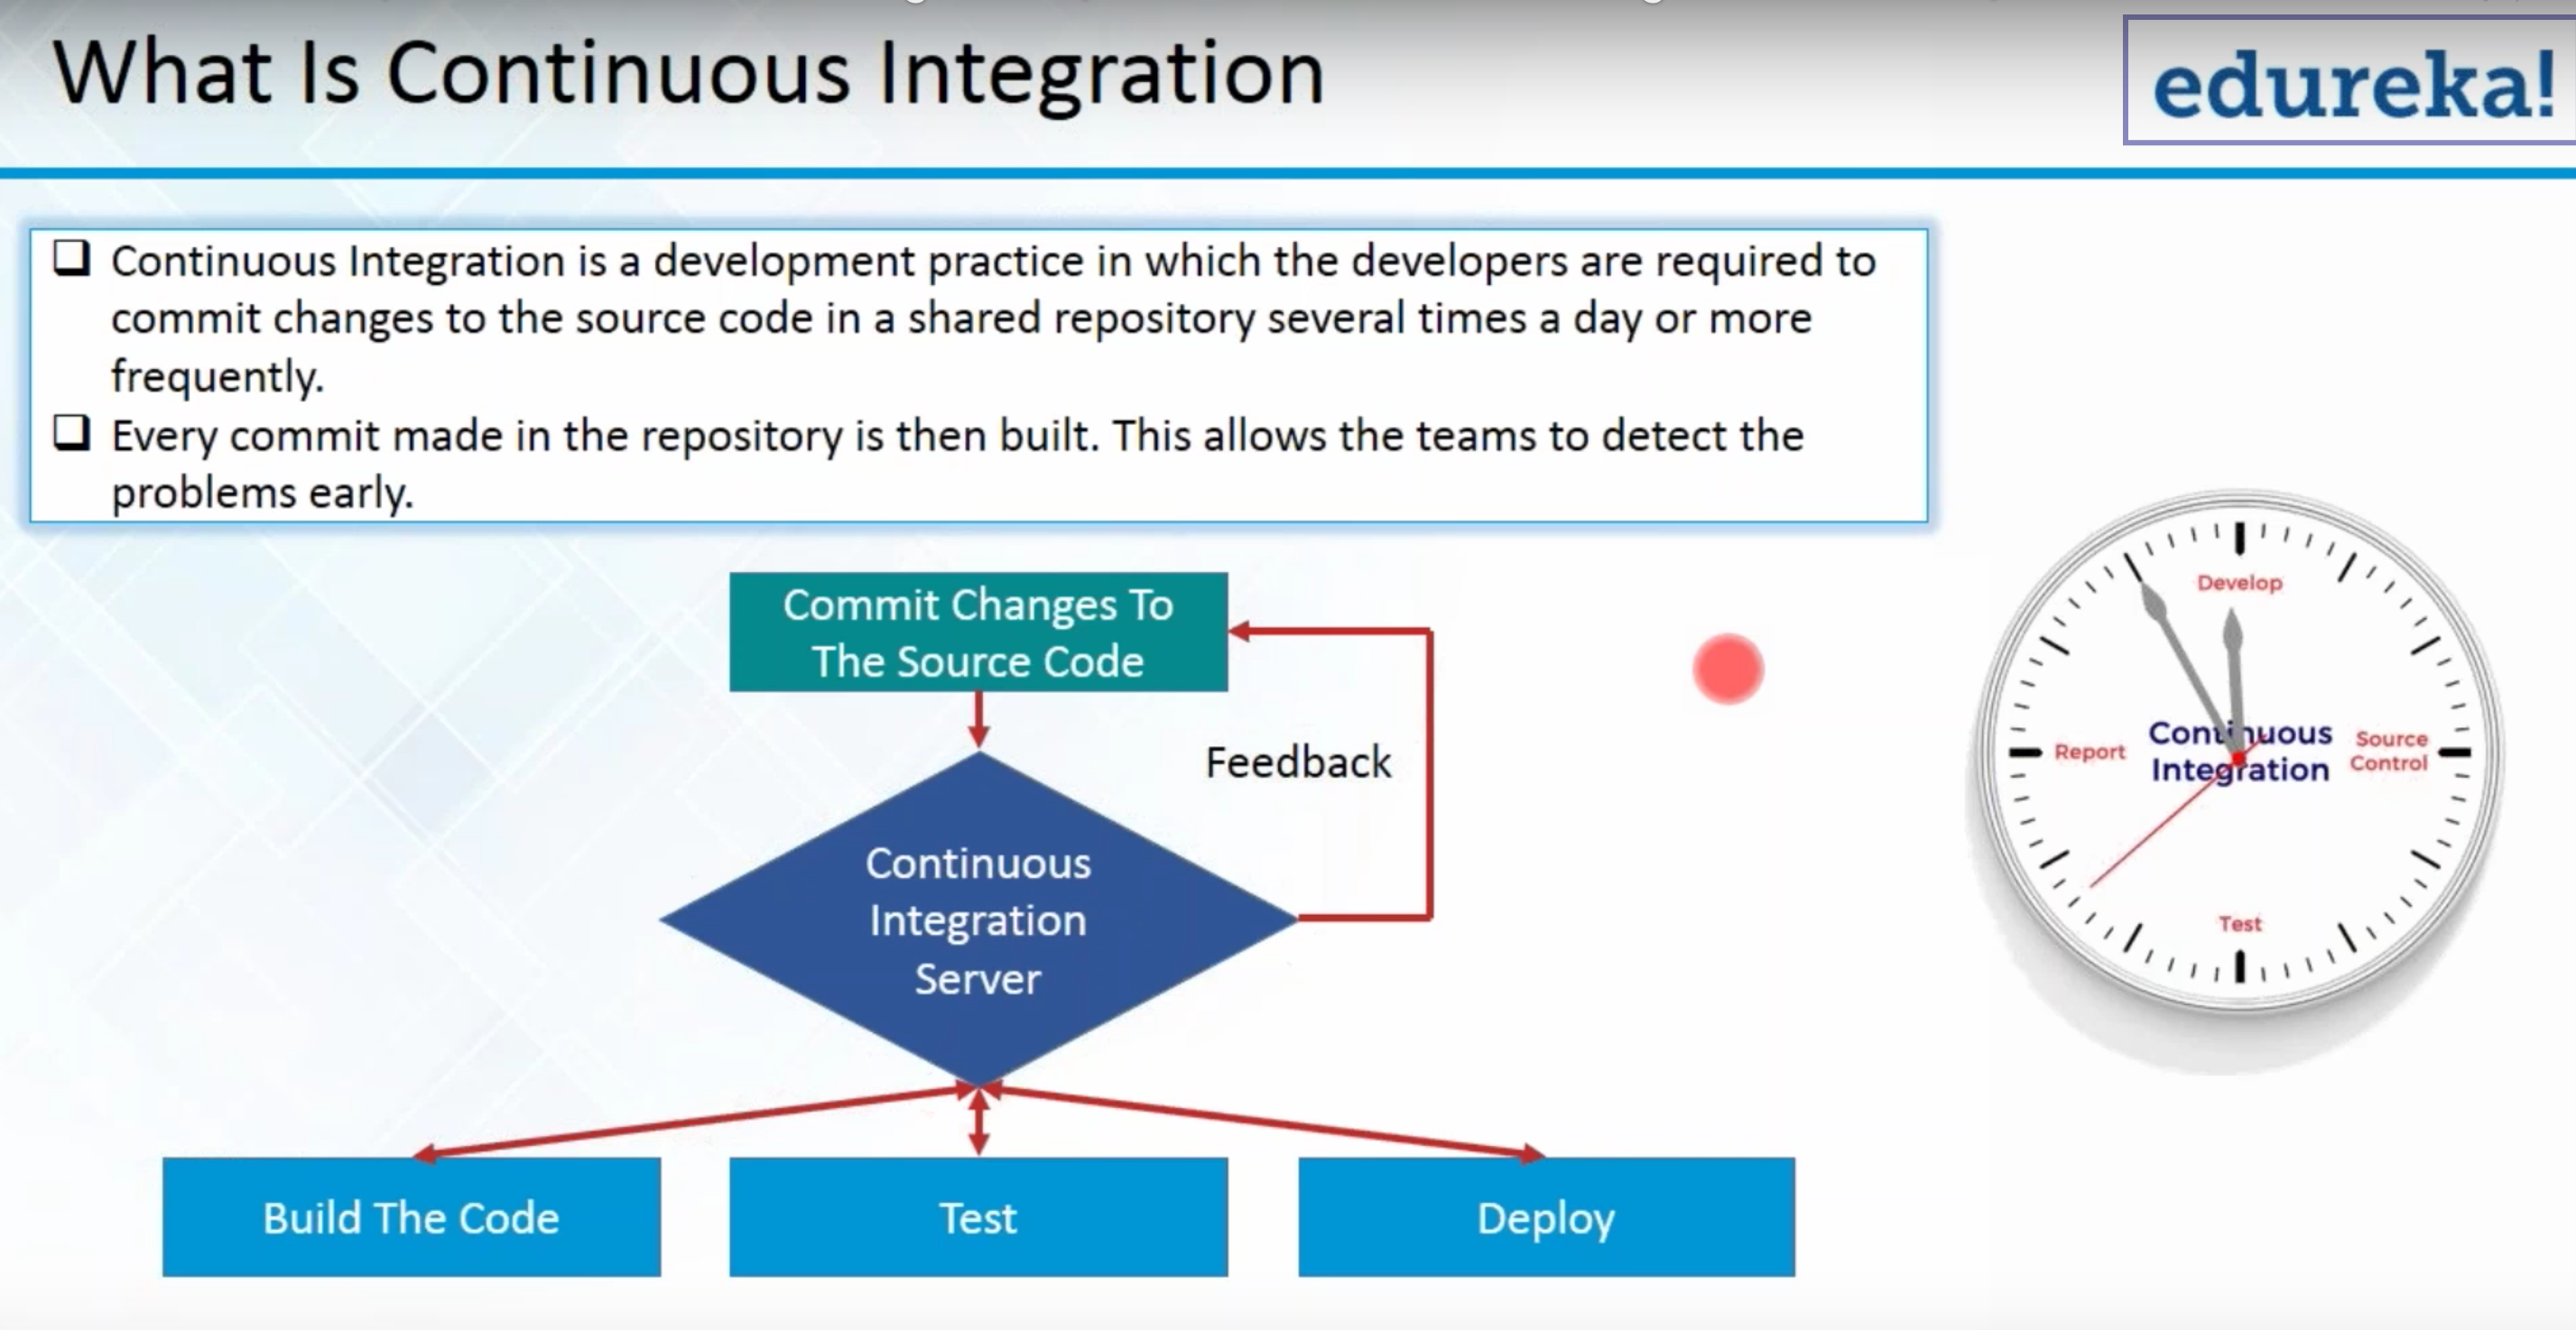 What Is Continuous Integration
edureka!
Continuous Integration is a development practice in which the developers are required to
commit changes to the source code in a shared repository several times a day or more
frequently.
Every commit made in the repository is then built. This allows the teams to detect the
problems early.
Commit Changes To
The Source Code
Feedback
Continuous
Integration
Server
Build The Code
Test
Deploy
Develop
Report
Continuous
Integration
Source
Control
Test